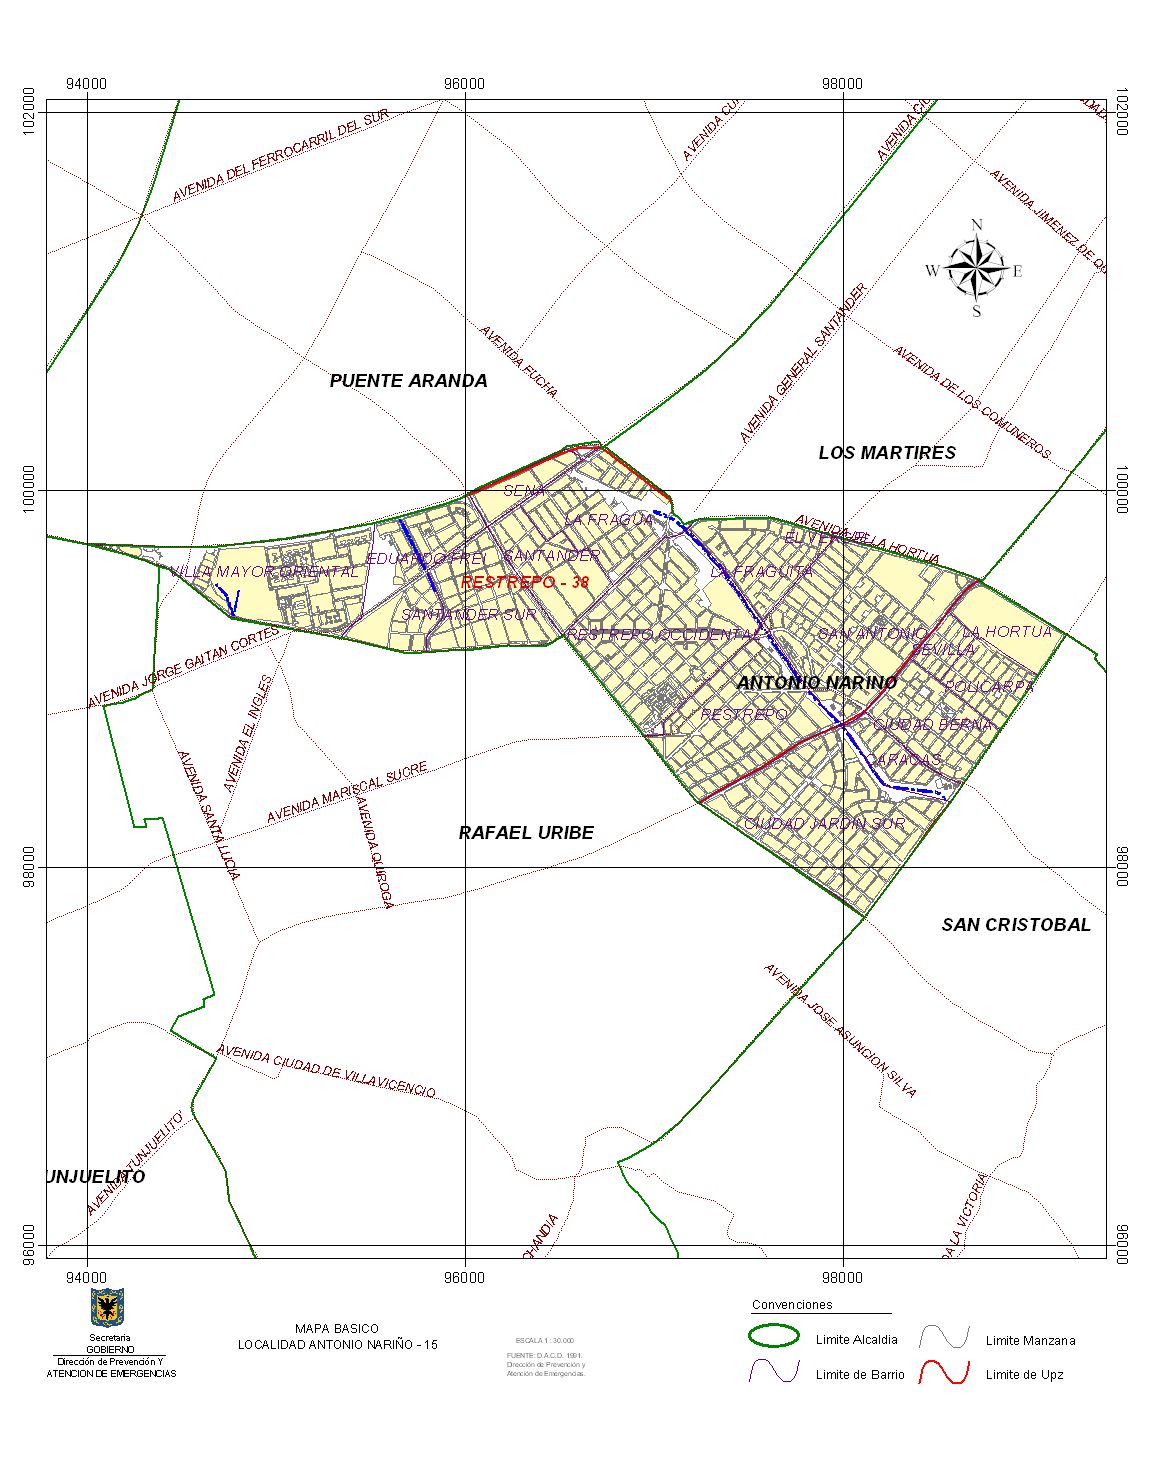 94000
96000
98000
102000
102000
AVENIDA DEL FERROCARRIL DEL SUR
AVENIDA CU
AVENIDA CI
AVENIDA JIMENEZ DE QU
N
W
E
S
AVENIDA FUCHA
AVENIDA GENERAL SANTANDER
AVENIDA DE LOS COMUNEROS
PUENTE ARANDA
LOS MARTIRES
100000
100000
SENA
LA FRAGUA
AVENIDA DE LA HORTUA
EDUARDO FREI
SANTANDER
VILLA MAYOR ORIENTAL
LA FRAGUITA
RESTREPO - 38
SANTANDER SUR
RESTREPO OCCIDENTAL
SAN ANTONIO
LA HORTUA
SEVILLA
AVENIDA JORGE GAITAN CORTES
ANTONIO NARINO
POLICARPA
RESTREPO
CIUDAD BERNA
AVENIDA EL INGLES
CARACAS
AVENIDA SANTA LUCIA
AVENIDA MARISCAL SUCRE
AVENIDA QUIROGA
RAFAEL URIBE
CIUDAD JARDIN SUR
98000
98000
SAN CRISTOBAL
AVENIDA JOSE ASUNCION SILVA
AVENIDA CIUDAD DE VILLAVICENCIO
AVENIDA TUNJUELITO
UNJUELITO
DA LA VICTORIA
CHANDIA
96000
96000
94000
96000
98000
Secretaria
GOBIERNO
Dirección de Prevención Y
ATENCION DE EMERGENCIAS
MAPA BASICO
LOCALIDAD ANTONIO NARIÑO - 15
ESCALA 1 : 30.000
FUENTE: D.A.C.D. 1991.
Dirección de Prevención y
Atención de Emergencias.
Convenciones
Limite Alcaldia
Limite Manzana
Limite de Barrio
Limite de Upz